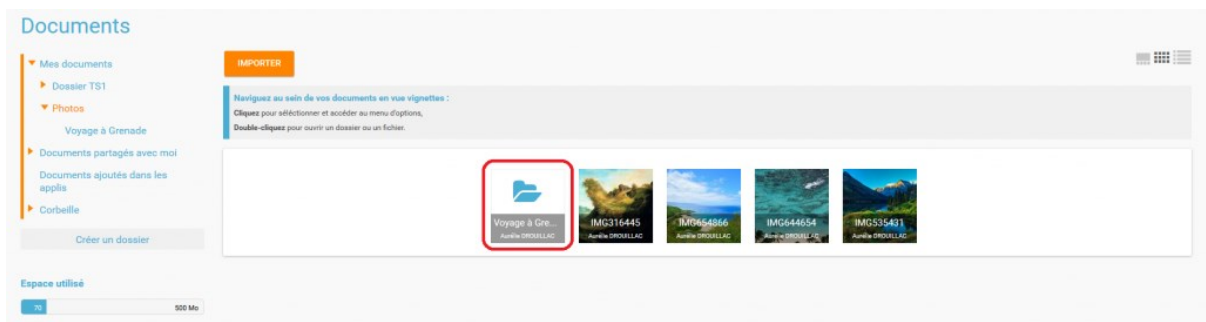 Documents
Mes documents
Dossier TS1
Photos
Voyage à Grenade
Documents partagés avec moi
Documents ajoutés dans les
applis
Corbeille
Créer un dossier
Espace utilisé
70 500 Mo
IMPORTER
Naviguez au sein de vos documents en vue vignettes :
Cliquez pour séléctionner et accéder au menu d'options,
Double-cliquez pour ouvrir un dossier ou un fichier.
Voyage à Gre...
Aurélie DROUILLAC
IMG316445
Aurélie DROUILLAC
IMG654866
Aurélie DROUILLAC
IMG644654
Aurélie DROUILLAC
IMG535431
Aurélie DROUILLAC